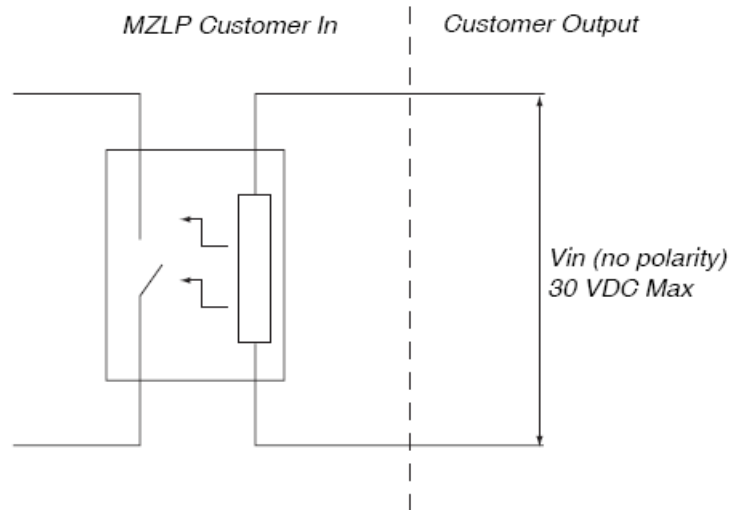 MZLP Customer In
Customer Output
Vin (no polarity)
30 VDC Max